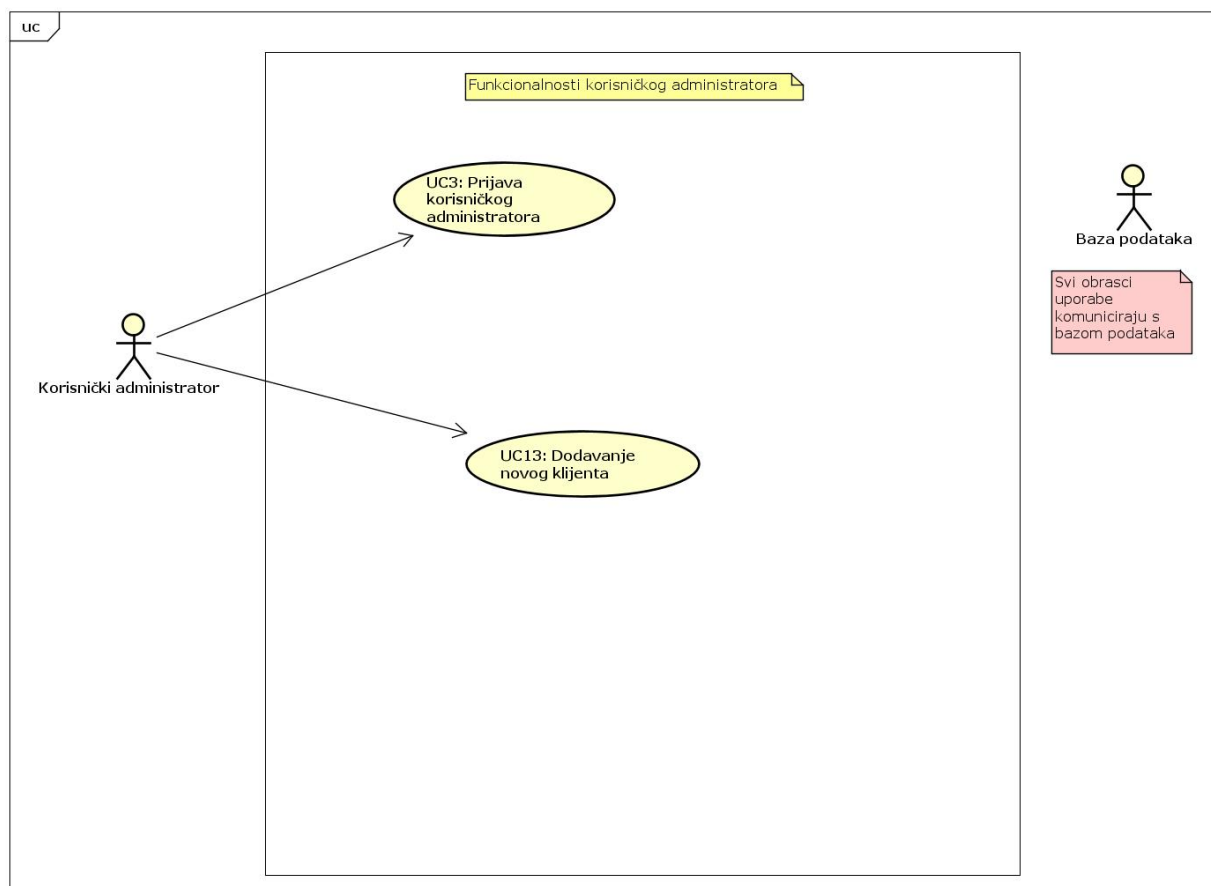 uc
Funkcionalnosti korisničkog administratora
UC3: Prijava
korisničkog
administratora
Baza podataka
Svi obrasci
uporabe
komuniciraju s
bazom podataka
Korisnički administrator
UC13: Dodavanje
novog klijenta